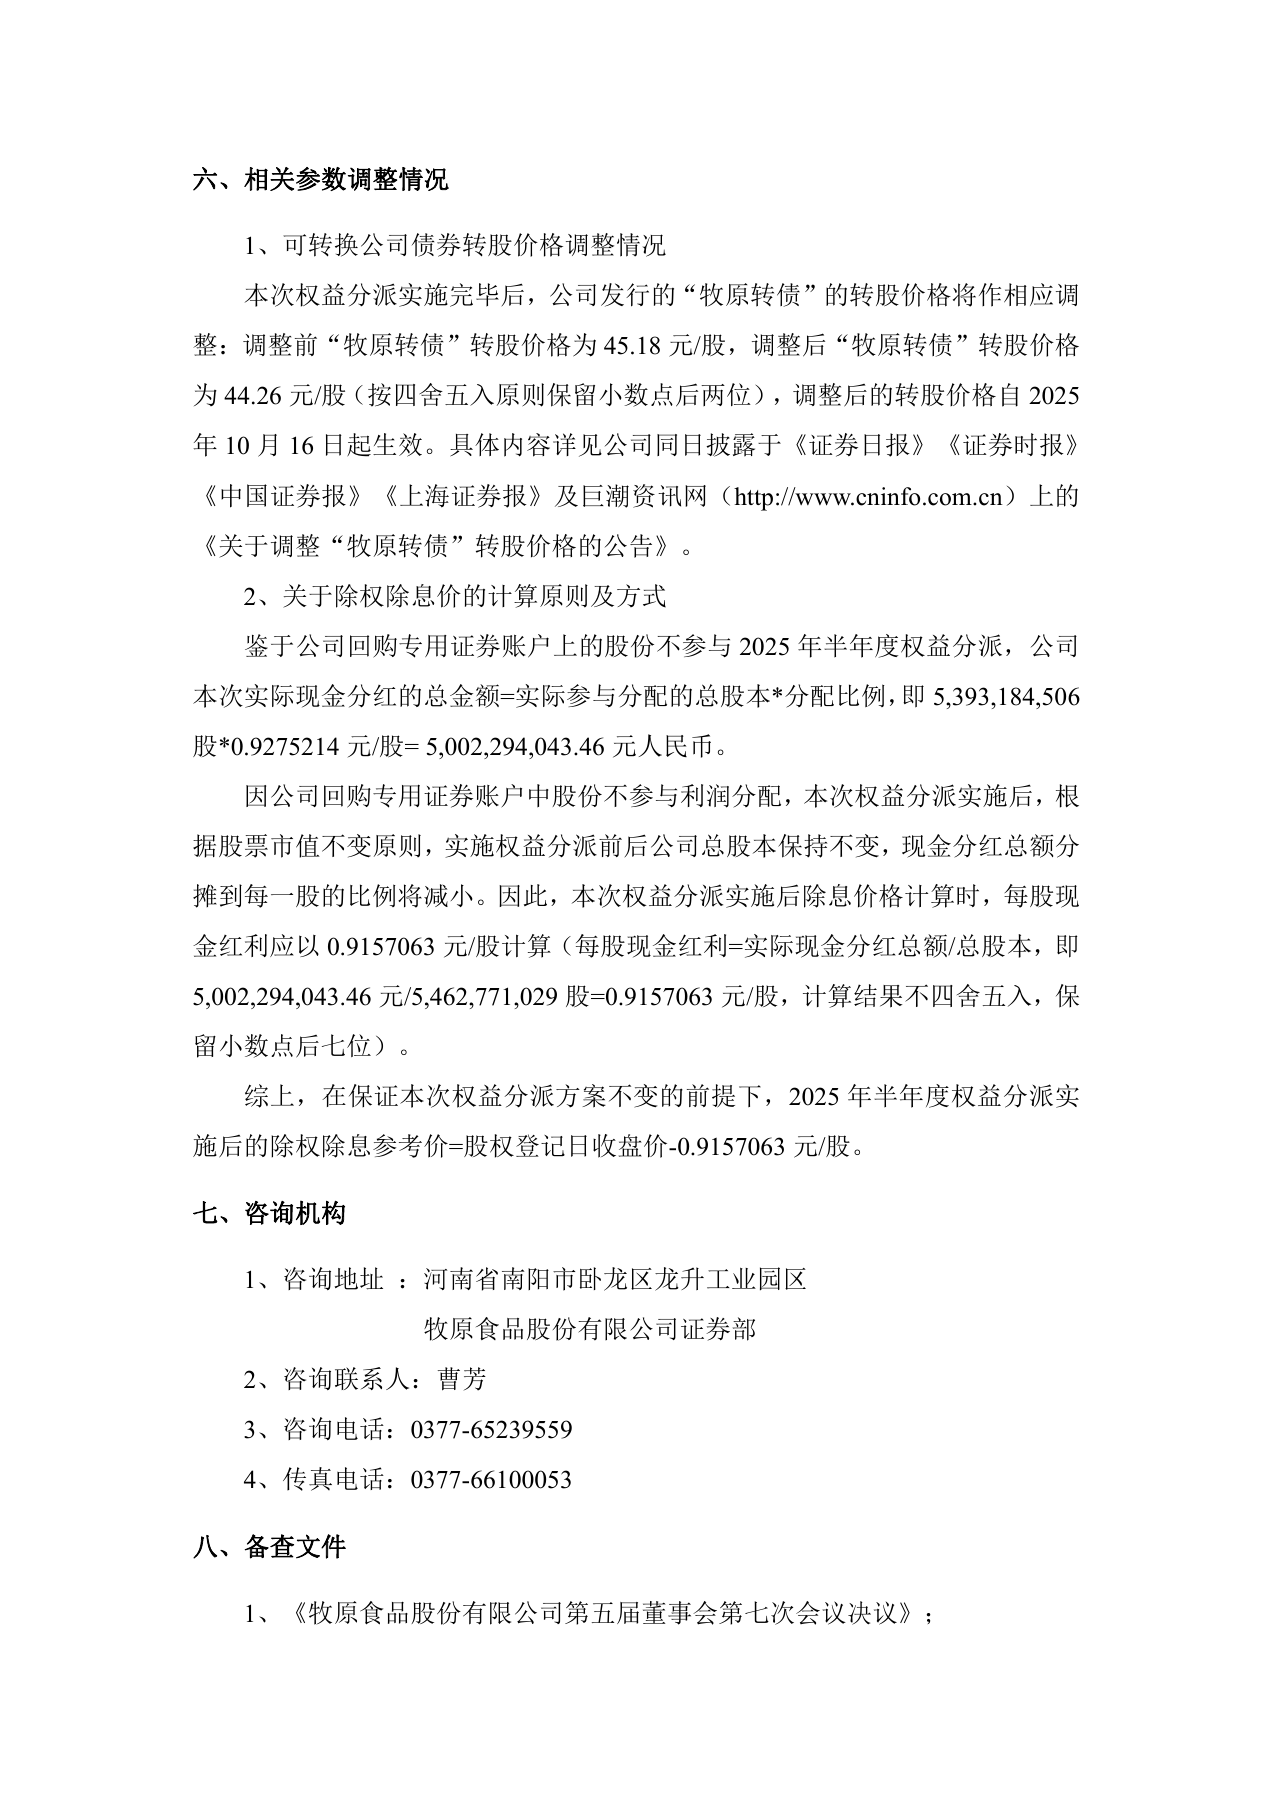 六、相关参数调整情况
1、可转换公司债券转股价格调整情况
本次权益分派实施完毕后，公司发行的“牧原转债”的转股价格将作相应调
整：调整前“牧原转债”转股价格为 45.18 元/股，调整后“牧原转债”转股价格
为 44.26 元/股（按四舍五入原则保留小数点后两位），调整后的转股价格自 2025
年 10 月 16 日起生效。具体内容详见公司同日披露于《证券日报》《证券时报》
《中国证券报》《上海证券报》及巨潮资讯网（http://www.cninfo.com.cn）上的
《关于调整“牧原转债”转股价格的公告》。
2、关于除权除息价的计算原则及方式
鉴于公司回购专用证券账户上的股份不参与 2025 年半年度权益分派，公司
本次实际现金分红的总金额=实际参与分配的总股本*分配比例，即 5,393,184,506
股*0.9275214 元/股= 5,002,294,043.46 元人民币。
因公司回购专用证券账户中股份不参与利润分配，本次权益分派实施后，根
据股票市值不变原则，实施权益分派前后公司总股本保持不变，现金分红总额分
摊到每一股的比例将减小。因此，本次权益分派实施后除息价格计算时，每股现
金红利应以 0.9157063 元/股计算（每股现金红利=实际现金分红总额/总股本，即
5,002,294,043.46 元/5,462,771,029 股=0.9157063 元/股，计算结果不四舍五入，保
留小数点后七位）。
综上，在保证本次权益分派方案不变的前提下，2025 年半年度权益分派实
施后的除权除息参考价=股权登记日收盘价-0.9157063 元/股。
七、咨询机构
1、咨询地址 ：河南省南阳市卧龙区龙升工业园区
牧原食品股份有限公司证券部
2、咨询联系人：曹芳
3、咨询电话：0377-65239559
4、传真电话：0377-66100053
八、备查文件
1、《牧原食品股份有限公司第五届董事会第七次会议决议》；